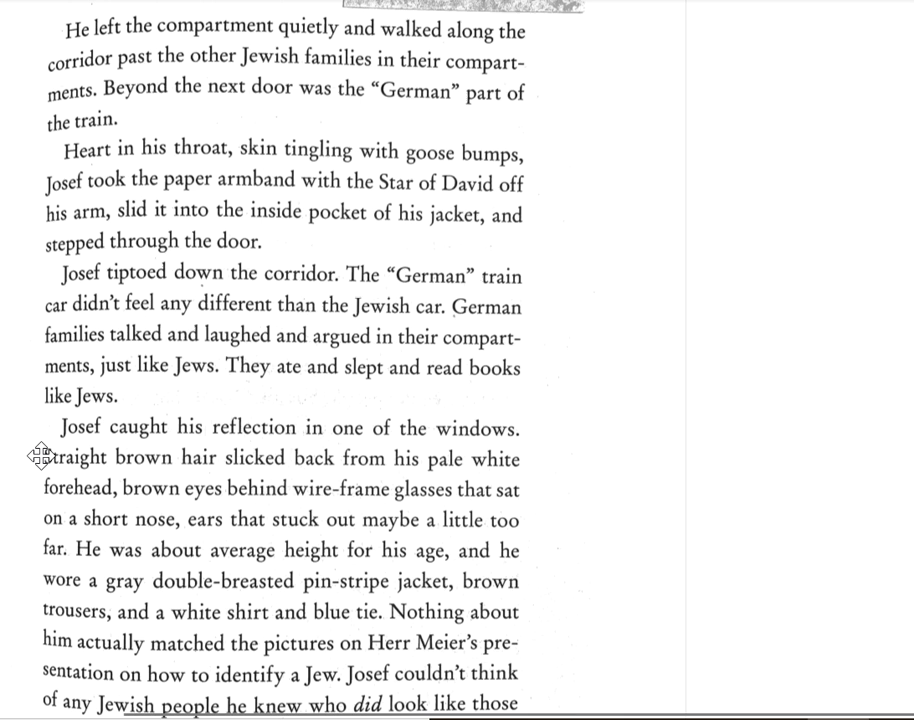 He left the compartment quietly and walked along the
corridor past the other Jewish families in their compart-
ments. Beyond the next door was the “German” part of
the train.
Heart in his throat, skin tingling with goose bumps,
Josef took the paper armband with the Star of David off
his arm, slid it into the inside pocket of his jacket, and
stepped through the door.
Josef tiptoed down the corridor. The “German” train
car didn’t feel any different than the Jewish car. German
families talked and laughed and argued in their compart-
ments, just like Jews. They ate and slept and read books
like Jews.
Josef caught his reflection in one of the windows.
Straight brown hair slicked back from his pale white
forehead, brown eyes behind wire-frame glasses that sat
on a short nose, ears that stuck out maybe a little too
far. He was about average height for his age, and he
wore a gray double-breasted pin-stripe jacket, brown
trousers, and a white shirt and blue tie. Nothing about
him actually matched the pictures on Herr Meier’s pre-
sentation on how to identify a Jew. Josef couldn’t think
of any Jewish people he knew who did look like those